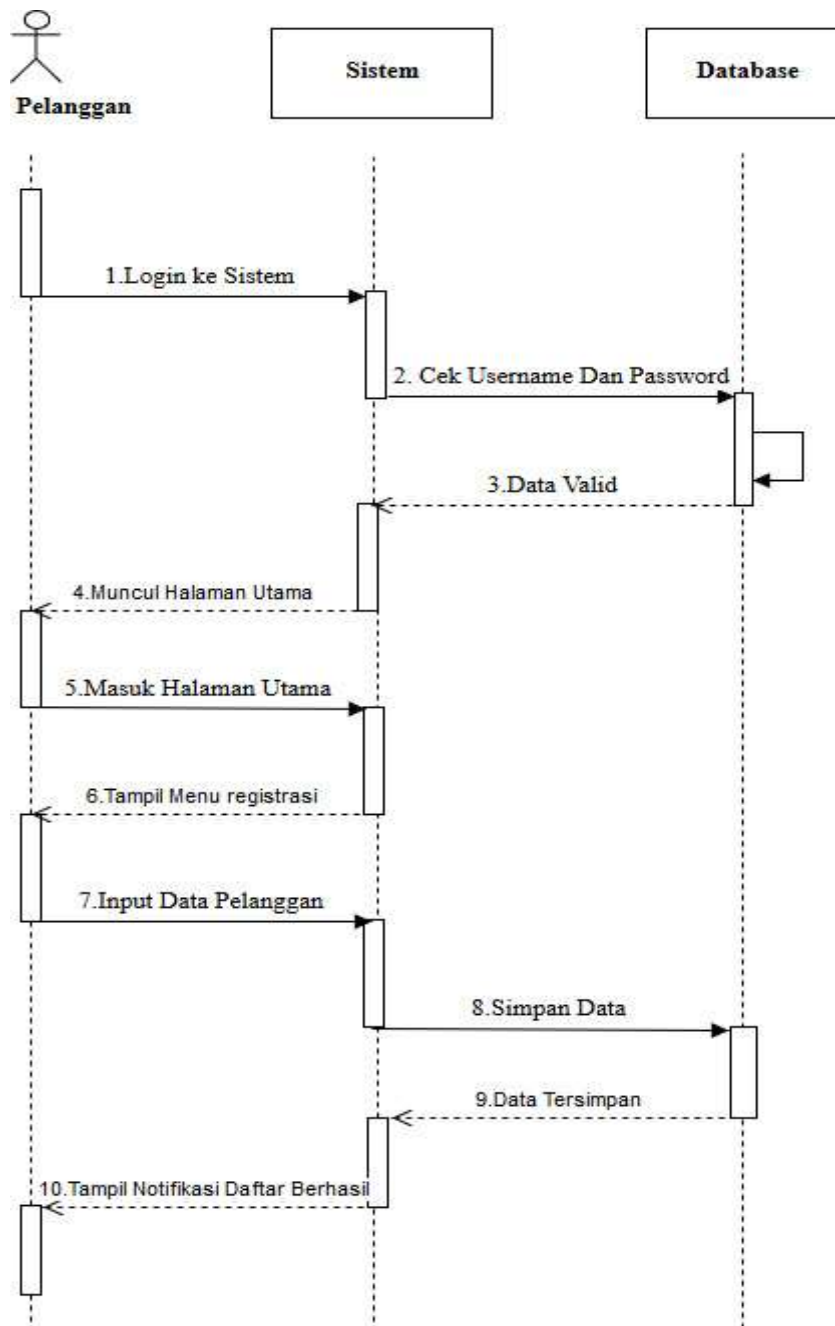 Pelanggan
Sistem
Database
1.Login ke Sistem
2. Cek Username Dan Password
3.Data Valid
4.Muncul Halaman Utama
5.Masuk Halaman Utama
6.Tampil Menu registrasi
7.Input Data Pelanggan
8.Simpan Data
9.Data Tersimpan
10.Tampil Notifikasi Daftar Berhasil